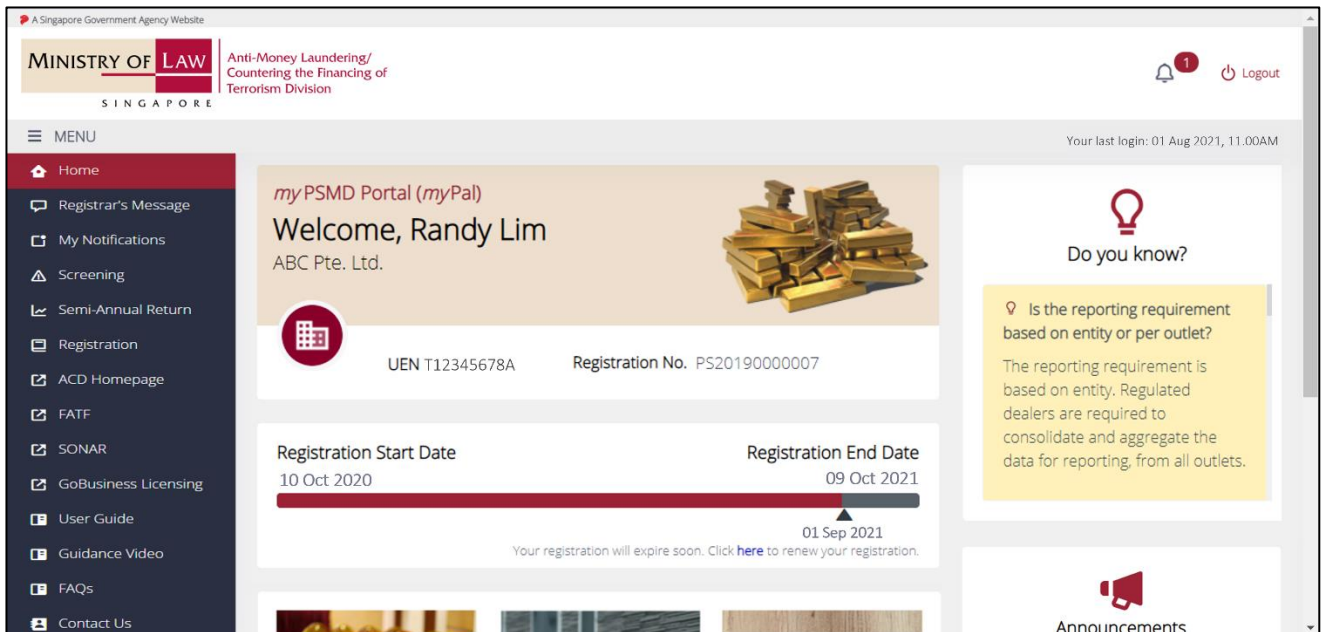 A Singapore Government Agency Website
MINISTRY OF LAW
SINGAPORE
Anti-Money Laundering/
Countering the Financing of
Terrorism Division
1
Logout
MENU
Your last login: 01 Aug 2021, 11.00AM
Home
Registrar's Message
My Notifications
Screening
Semi-Annual Return
Registration
ACD Homepage
FATF
SONAR
GoBusiness Licensing
User Guide
Guidance Video
FAQs
Contact Us
myPSMD Portal (myPal)
Welcome, Randy Lim
ABC Pte. Ltd.
UEN T12345678A Registration No. PS20190000007
Registration Start Date Registration End Date
10 Oct 2020 09 Oct 2021
01 Sep 2021
Your registration will expire soon. Click here to renew your registration.
Do you know?
Is the reporting requirement
based on entity or per outlet?
The reporting requirement is
based on entity. Regulated
dealers are required to
consolidate and aggregate the
data for reporting, from all outlets.
Announcements